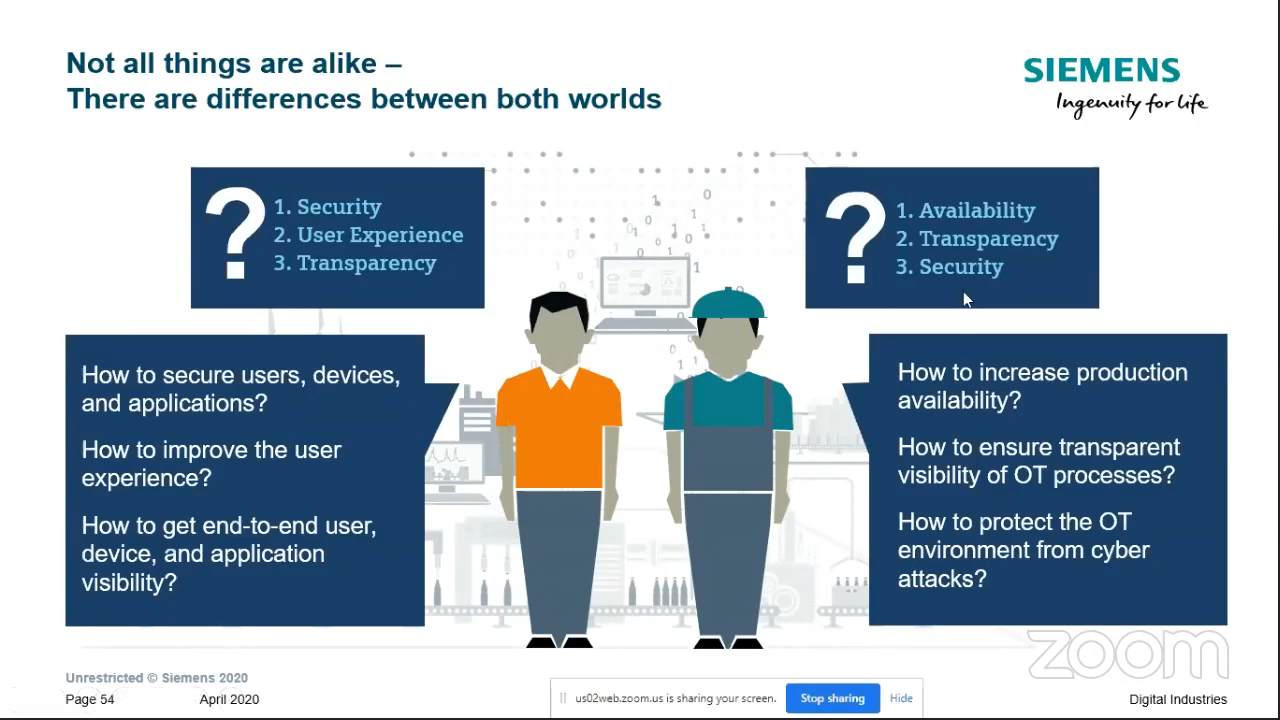 Not all things are alike –
There are differences between both worlds
SIEMENS
Ingenuity for life
?
1. Security
2. User Experience
3. Transparency
?
1. Availability
2. Transparency
3. Security
How to secure users, devices,
and applications?
How to improve the user
experience?
How to get end-to-end user,
device, and application
visibility?
How to increase production
availability?
How to ensure transparent
visibility of OT processes?
How to protect the OT
environment from cyber
attacks?
zoom
Unrestricted © Siemens 2020
Page 54 April 2020
us02web.zoom.us is sharing your screen. Stop sharing Hide
Digital Industries